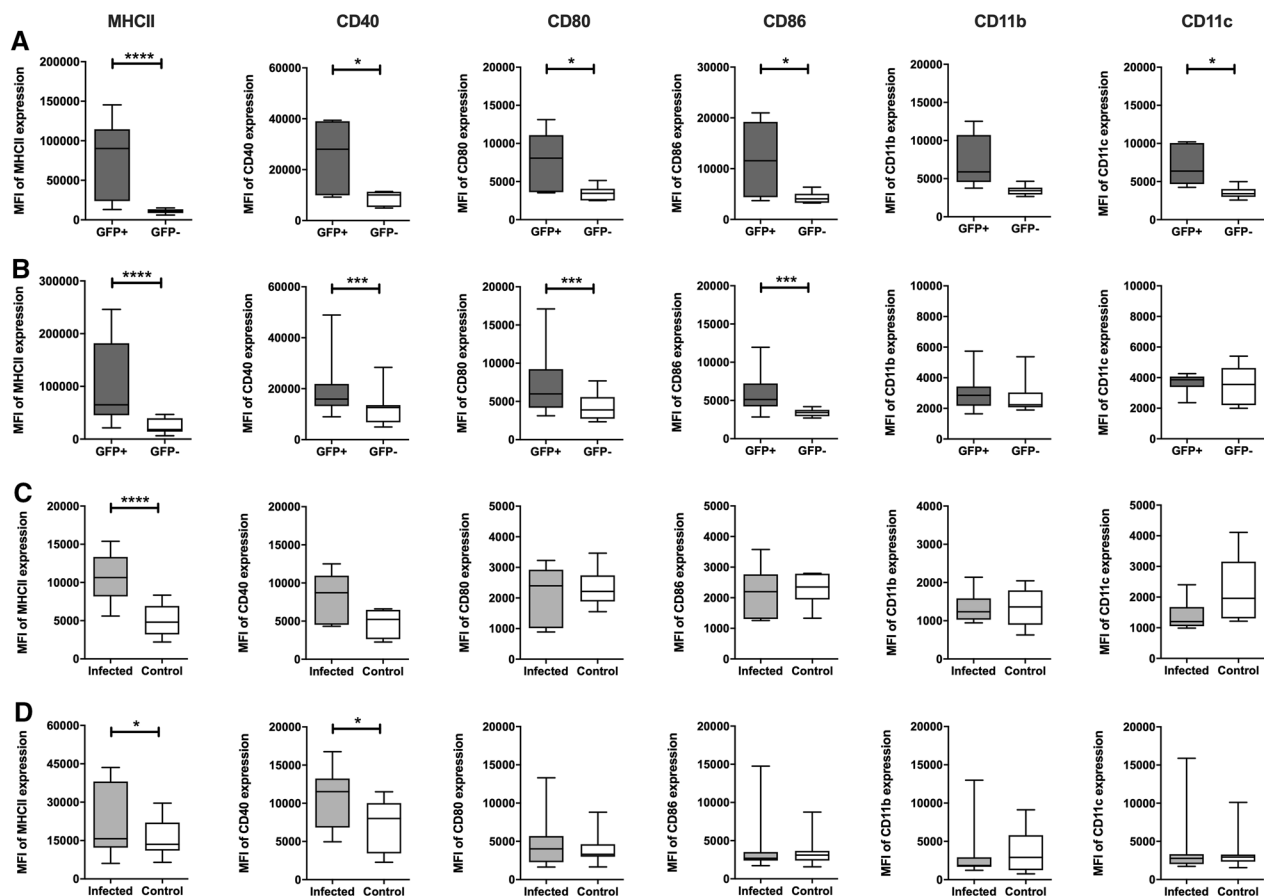 MHCII CD40 CD80 CD86 CD11b CD11c
A
MFI of MHCII expression
150000
100000
50000
0
****
GFP+ GFP-
MFI of CD40 expression
60000
40000
20000
0
*
GFP+ GFP-
MFI of CD80 expression
20000
15000
10000
5000
0
*
GFP+ GFP-
MFI of CD86 expression
30000
20000
10000
0
*
GFP+ GFP-
MFI of CD11b expression
20000
15000
10000
5000
0
GFP+ GFP-
MFI of CD11c expression
20000
15000
10000
5000
0
*
GFP+ GFP-
B
MFI of MHCII expression
300000
200000
100000
0
****
GFP+ GFP-
MFI of CD40 expression
60000
40000
20000
0
***
GFP+ GFP-
MFI of CD80 expression
20000
15000
10000
5000
0
***
GFP+ GFP-
MFI of CD86 expression
20000
15000
10000
5000
0
***
GFP+ GFP-
MFI of CD11b expression
10000
8000
6000
4000
2000
0
GFP+ GFP-
MFI of CD11c expression
10000
8000
6000
4000
2000
0
GFP+ GFP-
C
MFI of MHCII expression
20000
15000
10000
5000
0
****
Infected Control
MFI of CD40 expression
20000
15000
10000
5000
0
Infected Control
MFI of CD80 expression
5000
4000
3000
2000
1000
0
Infected Control
MFI of CD86 expression
5000
4000
3000
2000
1000
0
Infected Control
MFI of CD11b expression
4000
3000
2000
1000
0
Infected Control
MFI of CD11c expression
5000
4000
3000
2000
1000
0
Infected Control
D
MFI of MHCII expression
60000
45000
30000
15000
0
*
Infected Control
MFI of CD40 expression
20000
15000
10000
5000
0
*
Infected Control
MFI of CD80 expression
20000
15000
10000
5000
0
Infected Control
MFI of CD86 expression
20000
15000
10000
5000
0
Infected Control
MFI of CD11b expression
20000
15000
10000
5000
0
Infected Control
MFI of CD11c expression
20000
15000
10000
5000
0
Infected Control